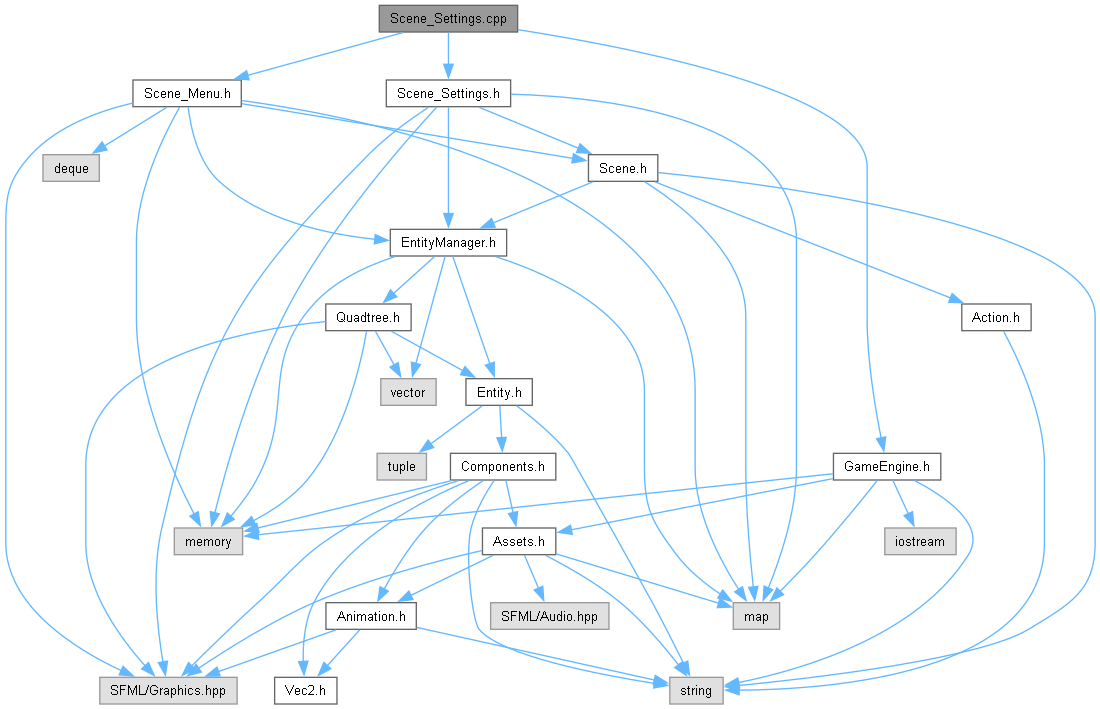 Scene_Settings.cpp
Scene_Menu.h
Scene_Settings.h
deque
Scene.h
EntityManager.h
Quadtree.h
Action.h
vector
Entity.h
tuple
Components.h
GameEngine.h
memory
Assets.h
iostream
Animation.h
SFML/Audio.hpp
map
SFML/Graphics.hpp
Vec2.h
string